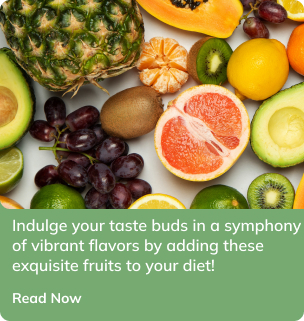 Indulge your taste buds in a symphony
of vibrant flavors by adding these
exquisite fruits to your diet!
Read Now